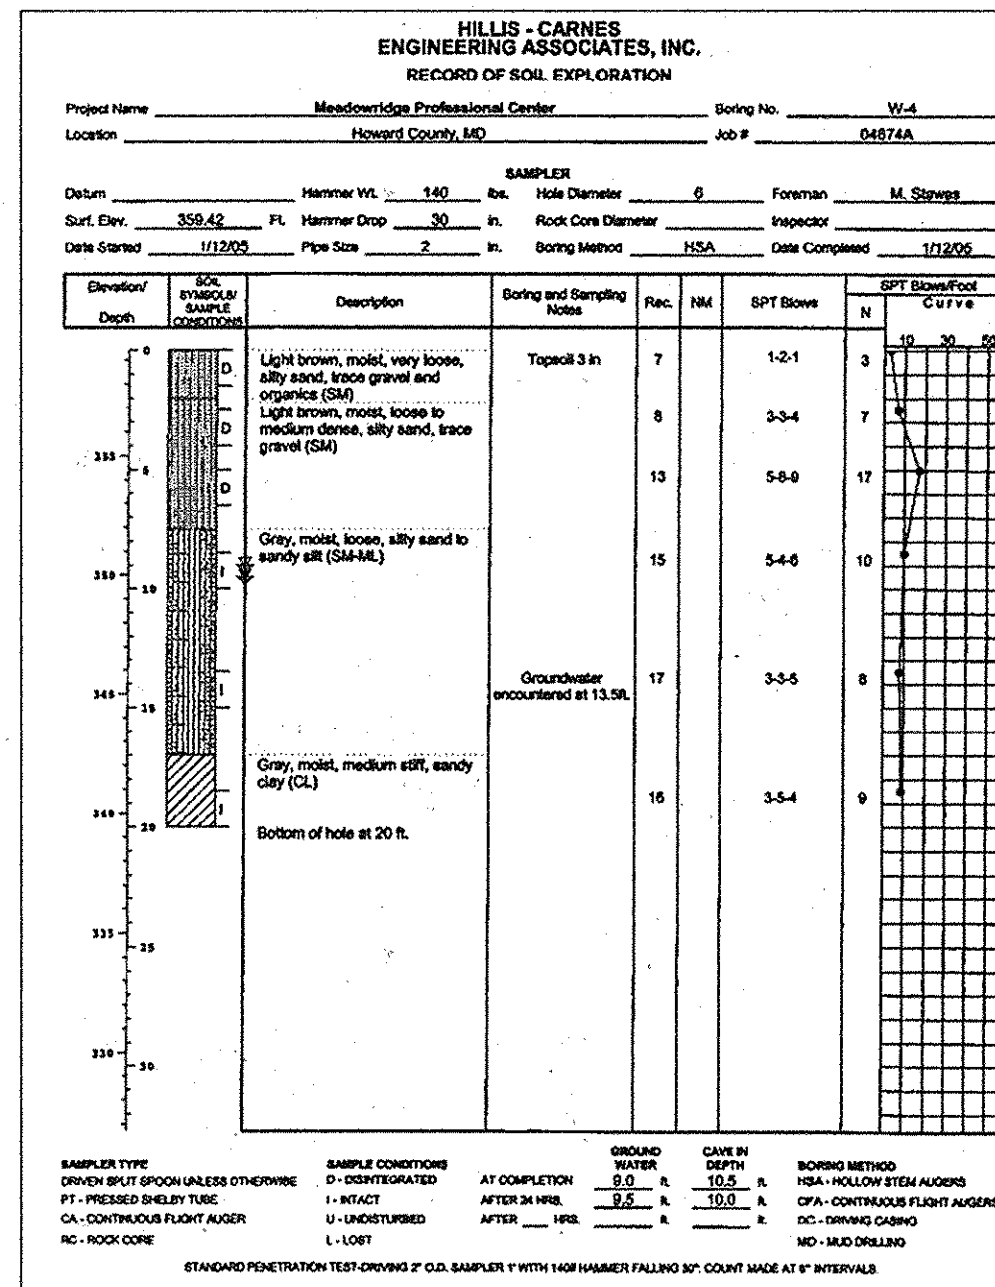 HILLIS - CARNES
ENGINEERING ASSOCIATES, INC.
RECORD OF SOIL EXPLORATION
Project Name Meadowridge Professional Center Boring No. W-4
Location Howard County, MD Job # 04674A
SAMPLER
Datum Hammer Wt. 140 lbs. Hole Diameter 6 Foreman M. Stawas
Surf. Elev. 359.42 Ft. Hammer Drop 30 in. Rock Core Diameter Inspector
Date Started 1/12/05 Pipe Size 2 in. Boring Method HSA Date Completed 1/12/05
Elevation/ Depth SOIL SYMBOLS/ SAMPLE CONDITIONS Description Boring and Sampling Notes Rec. NM SPT Blows SPT Blows/Foot
N Curve
10 30 50
0 D Light brown, moist, very loose, Topsoil 3 in 7 1-2-1 3
silty sand, trace gravel and
organics (SM)
D Light brown, moist, loose to 8 3-3-4 7
medium dense, silty sand, trace
gravel (SM)
355 5
D 13 5-8-9 17
Gray, moist, loose, silty sand to
sandy silt (SM-ML) 15 5-4-6 10
350 I
10
Groundwater 17 3-3-5 8
345 I encountered at 13.5ft.
15
Gray, moist, medium stiff, sandy
clay (CL)
16 3-5-4 9
340 I
20 Bottom of hole at 20 ft.
335
25
330
30
SAMPLER TYPE SAMPLE CONDITIONS GROUND WATER CAVE IN DEPTH BORING METHOD
DRIVEN SPLIT SPOON UNLESS OTHERWISE D - DISINTEGRATED AT COMPLETION 9.0 ft. 10.5 ft. HSA - HOLLOW STEM AUGERS
PT - PRESSED SHELBY TUBE I - INTACT AFTER 24 HRS. 9.5 ft. 10.0 ft. CFA - CONTINUOUS FLIGHT AUGERS
CA - CONTINUOUS FLIGHT AUGER U - UNDISTURBED AFTER ___ HRS. ft. ft. DC - DRIVING CASING
RC - ROCK CORE L - LOST MD - MUD DRILLING
STANDARD PENETRATION TEST-DRIVING 2" O.D. SAMPLER 1' WITH 140# HAMMER FALLING 30": COUNT MADE AT 6" INTERVALS.